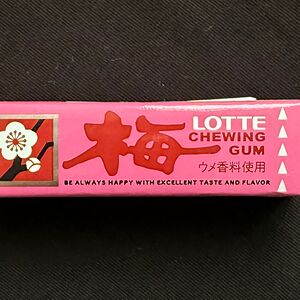 梅
LOTTE
CHEWING
GUM
ウメ香料使用
BE ALWAYS HAPPY WITH EXCELLENT TASTE AND FLAVOR